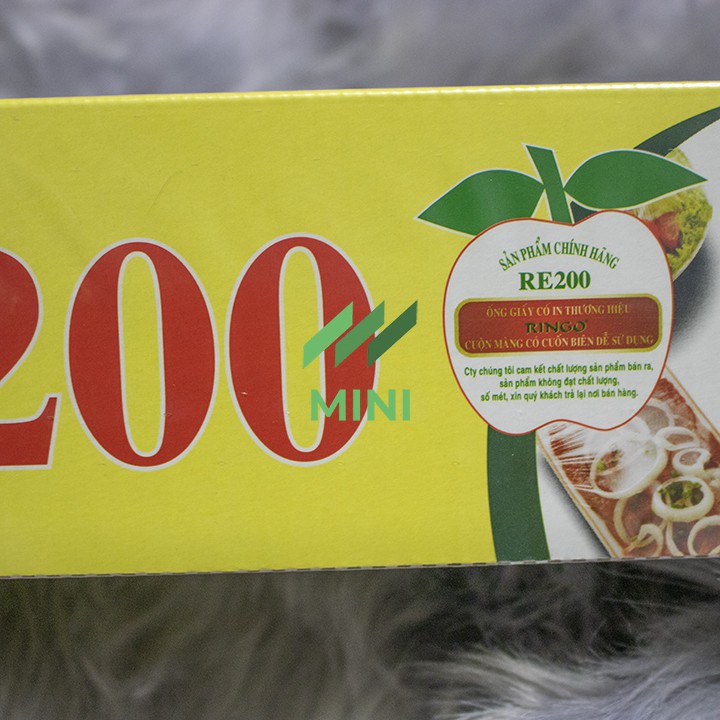 200
SẢN PHẨM CHÍNH HÃNG
RE200
ỐNG GIẤY CÓ IN THƯƠNG HIỆU
RINGO
CUỘN MÀNG CÓ CUỐN BIÊN DỄ SỬ DỤNG
Cty chúng tôi cam kết chất lượng sản phẩm bán ra,
sản phẩm không đạt chất lượng,
số mét, xin quý khách trả lại nơi bán hàng.
MINI